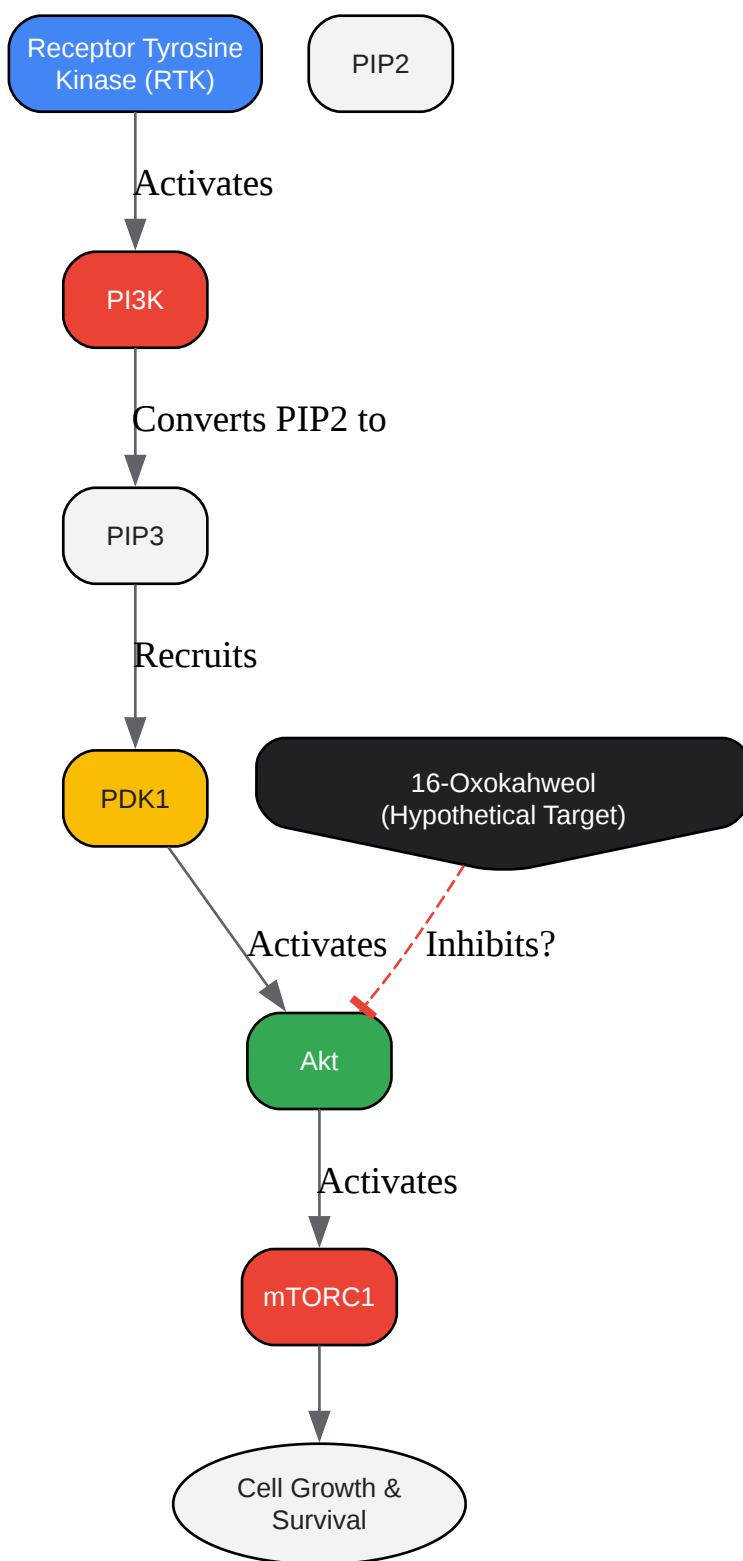 Receptor Tyrosine
Kinase (RTK)
PIP2
Activates
PI3K
Converts PIP2 to
PIP3
Recruits
PDK1
16-Oxokahweol
(Hypothetical Target)
Activates
Inhibits?
Akt
Activates
mTORC1
Cell Growth &
Survival